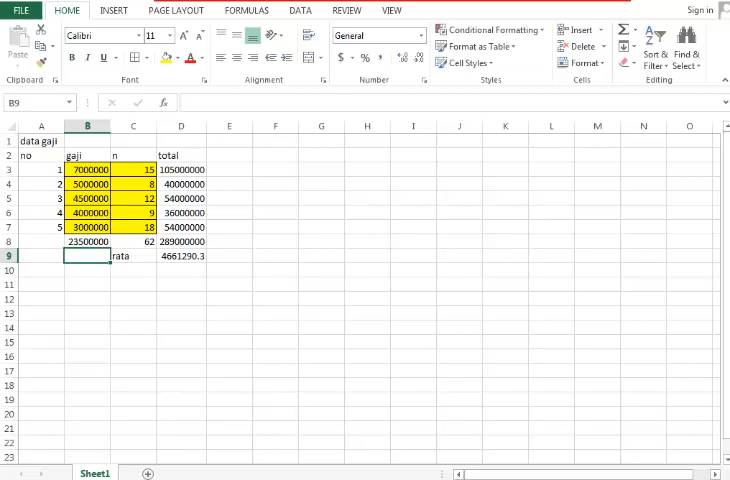 FILE HOME INSERT PAGE LAYOUT FORMULAS DATA REVIEW VIEW Sign in
Calibri 11 A A General Conditional Formatting Insert Σ A Z
Paste Format as Table Delete Sort & Find &
B I U A $ % , Cell Styles Format Filter Select
Clipboard Font Alignment Number Styles Cells Editing
B9 fx
A B C D E F G H I J K L M N O
1 data gaji
2 no gaji n total
3 1 7000000 15 105000000
4 2 5000000 8 40000000
5 3 4500000 12 54000000
6 4 4000000 9 36000000
7 5 3000000 18 54000000
8 23500000 62 289000000
9 rata 4661290.3
10
11
12
13
14
15
16
17
18
19
20
21
22
23
Sheet1